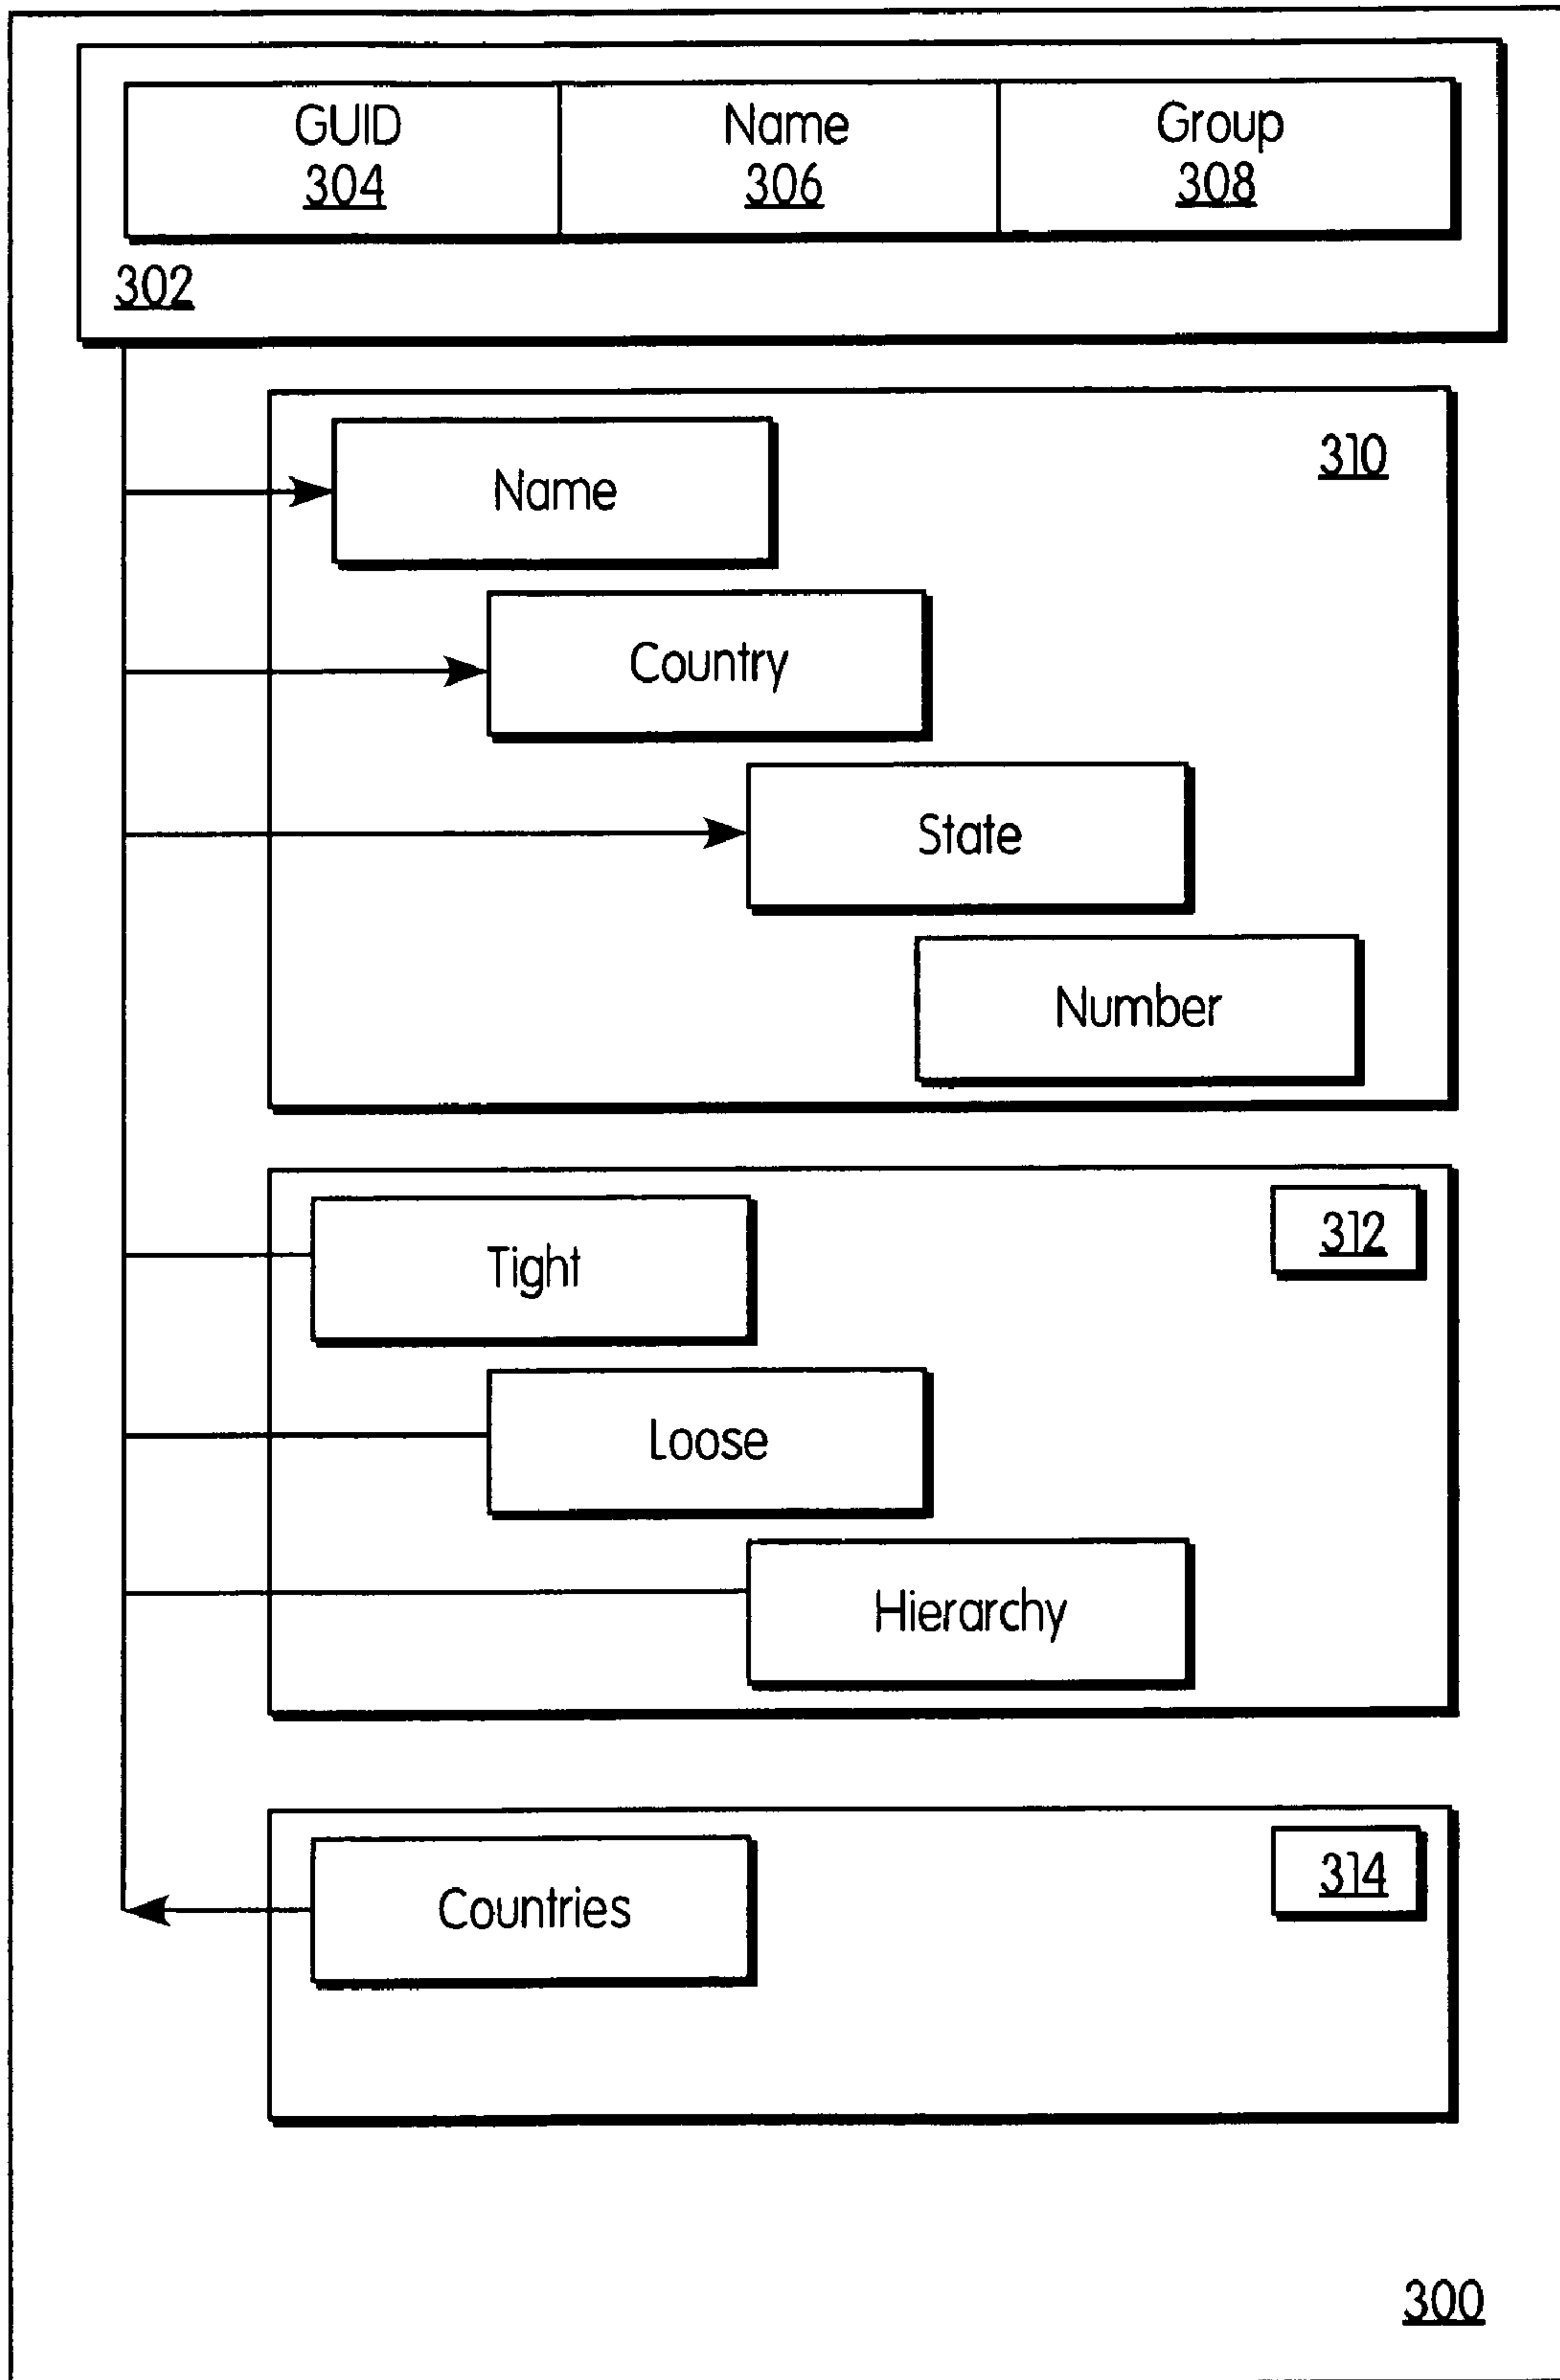 GUID
304
Name
306
Group
308
302
310
Name
Country
State
Number
312
Tight
Loose
Hierarchy
314
Countries
300